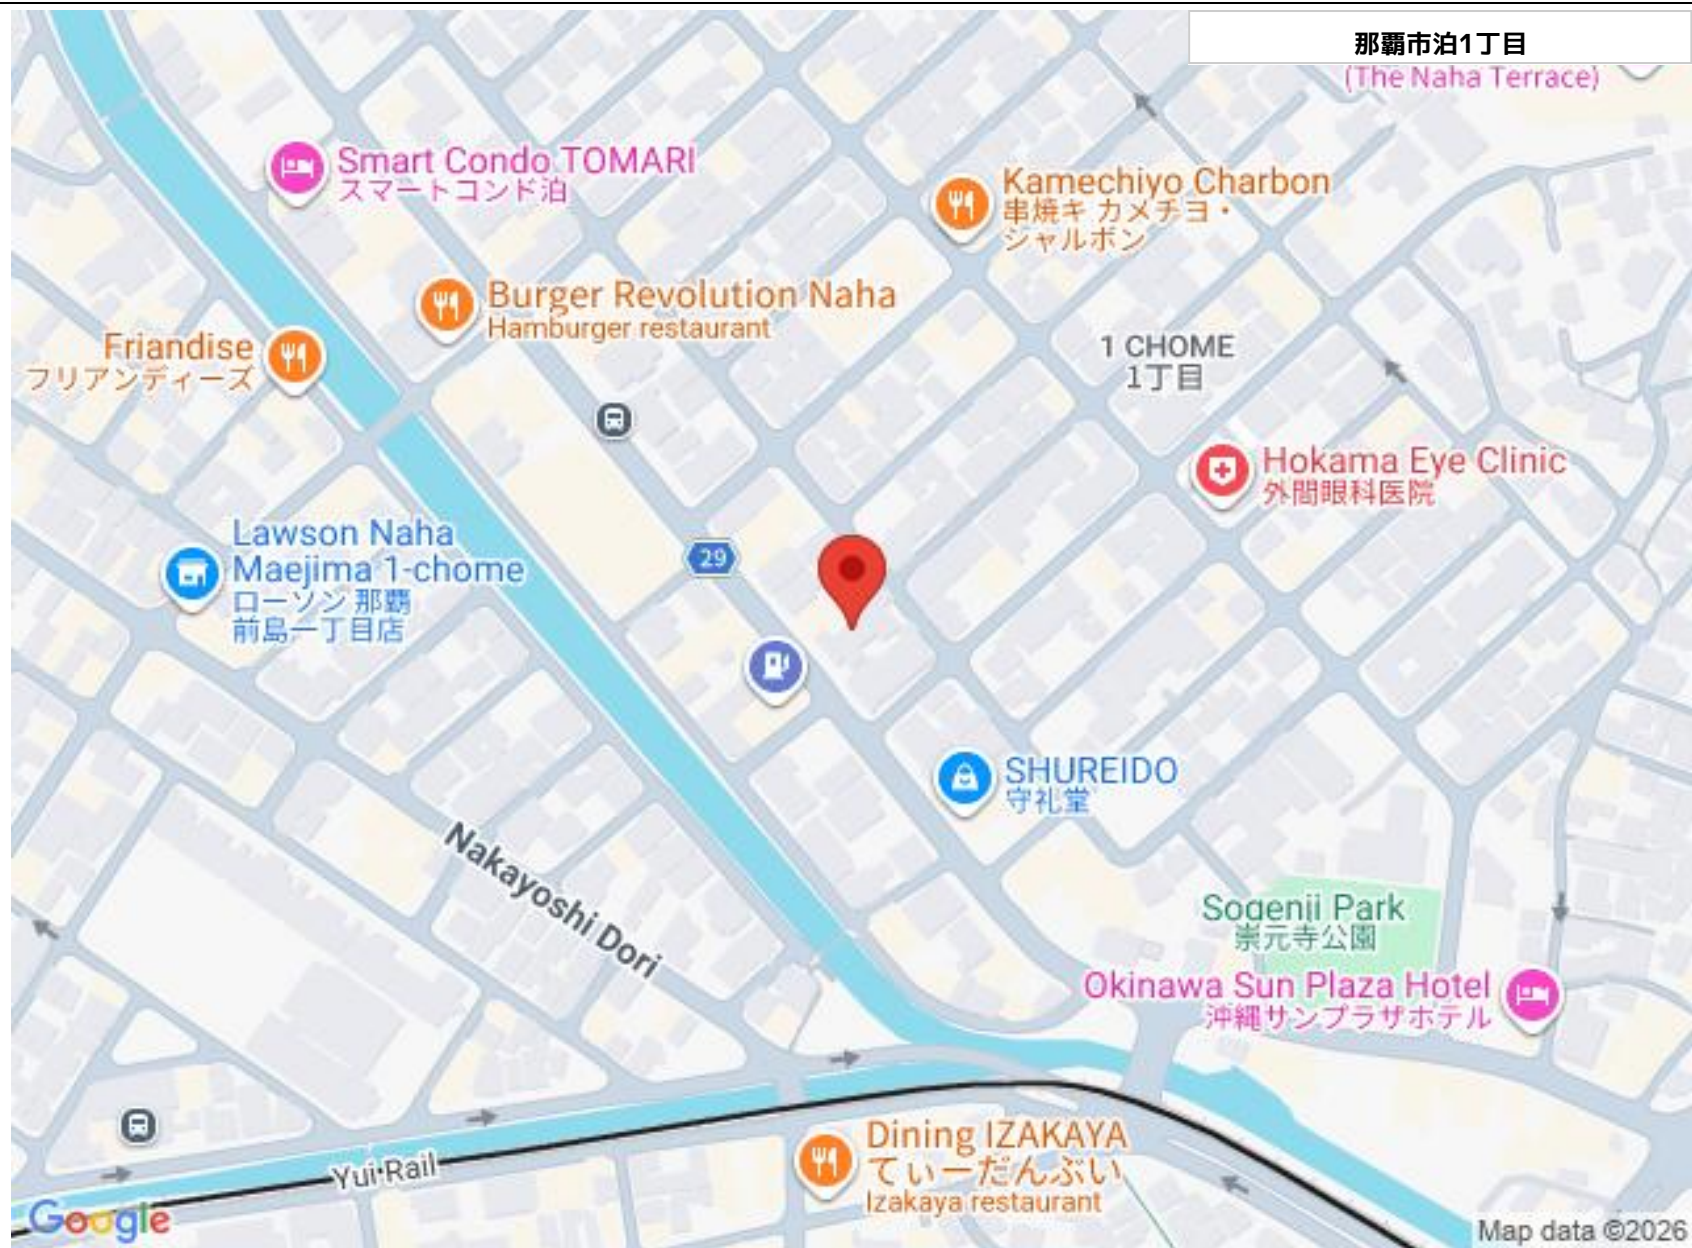 那覇市泊1丁目
(The Naha Terrace)
Smart Condo TOMARI
スマートコンド泊
Kamechiyo Charbon
串焼キ カメチヨ・
シャルボン
Burger Revolution Naha
Hamburger restaurant
Friandise
フリアンディーズ
1 CHOME
1丁目
Hokama Eye Clinic
外間眼科医院
Lawson Naha
Maejima 1-chome
ローソン 那覇
前島一丁目店
29
SHUREIDO
守礼堂
Nakayoshi Dori
Sogenji Park
崇元寺公園
Okinawa Sun Plaza Hotel
沖縄サンプラザホテル
Dining IZAKAYA
てぃーだんぶい
Izakaya restaurant
Yui Rail
Google
Map data ©2026